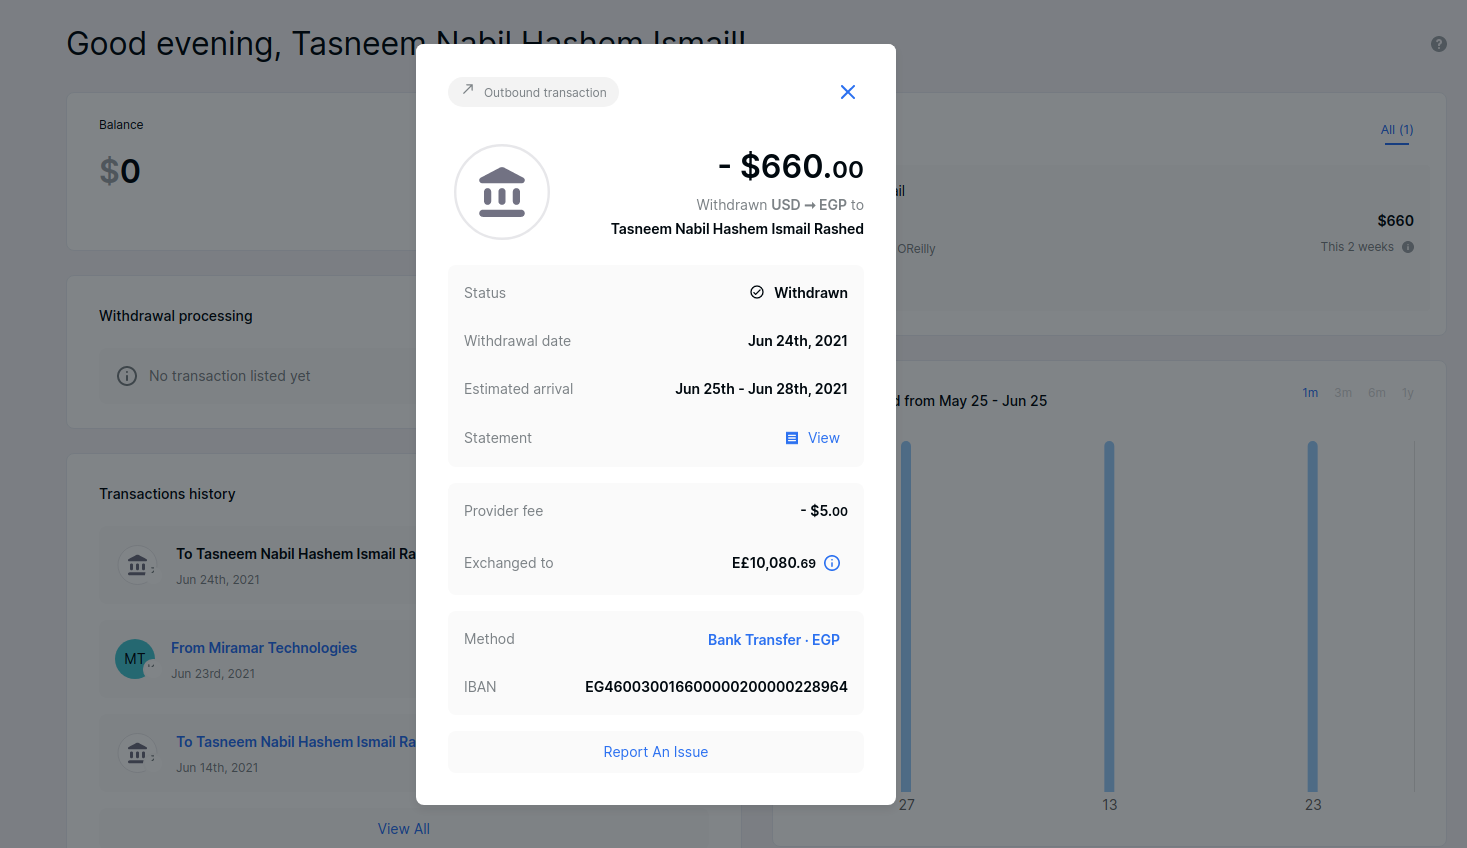 Good evening, Tasneem Nabil Hashem Ismail!
Balance
$0
Withdrawal processing
No transaction listed yet
Transactions history
To Tasneem Nabil Hashem Ismail Ra
Jun 24th, 2021
MT
From Miramar Technologies
Jun 23rd, 2021
To Tasneem Nabil Hashem Ismail Ra
Jun 14th, 2021
View All
Outbound transaction
- $660.00
Withdrawn USD → EGP to
Tasneem Nabil Hashem Ismail Rashed
Status Withdrawn
Withdrawal date Jun 24th, 2021
Estimated arrival Jun 25th - Jun 28th, 2021
Statement View
Provider fee - $5.00
Exchanged to E£10,080.69
Method Bank Transfer · EGP
IBAN EG460030016600000200000228964
Report An Issue
All (1)
ail
$660
OReilly
This 2 weeks
d from May 25 - Jun 25
1m 3m 6m 1y
27 13 23